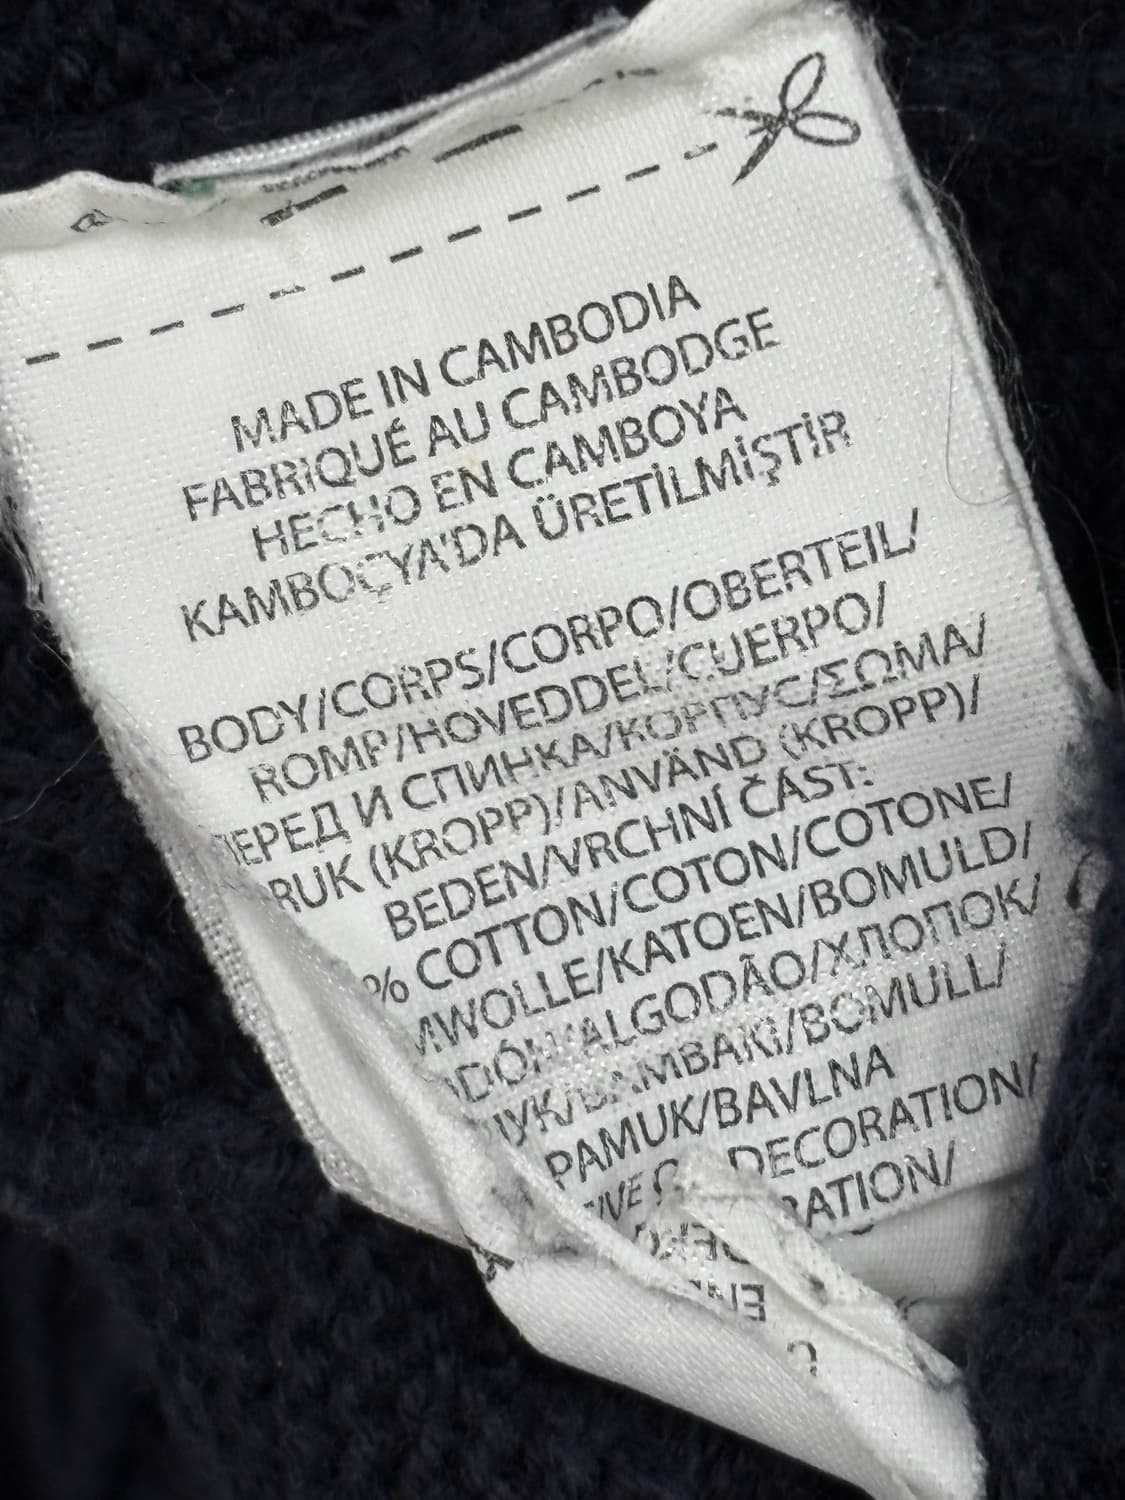 MADE IN CAMBODIA
FABRIQUÉ AU CAMBODGE
HECHO EN CAMBOYA
KAMBOÇYA'DA ÜRETİLMİŞTİR
BODY/CORPS/CORPO/OBERTEIL/
ROMP/HOVEDDEL/CUERPO/
И СПИНКА/КОРПУС/ΣΩΜΑ/
(KROPP)/ANVÄND (KROPP)/
BEDEN/VRCHNÍ ČÁST:
% COTTON/COTON/COTONE/
/KATOEN/BOMULD/
ALGODÃO/ХЛОПОК/
/BAMBAKI/BOMULL/
PAMUK/BAVLNA
DECORATION/